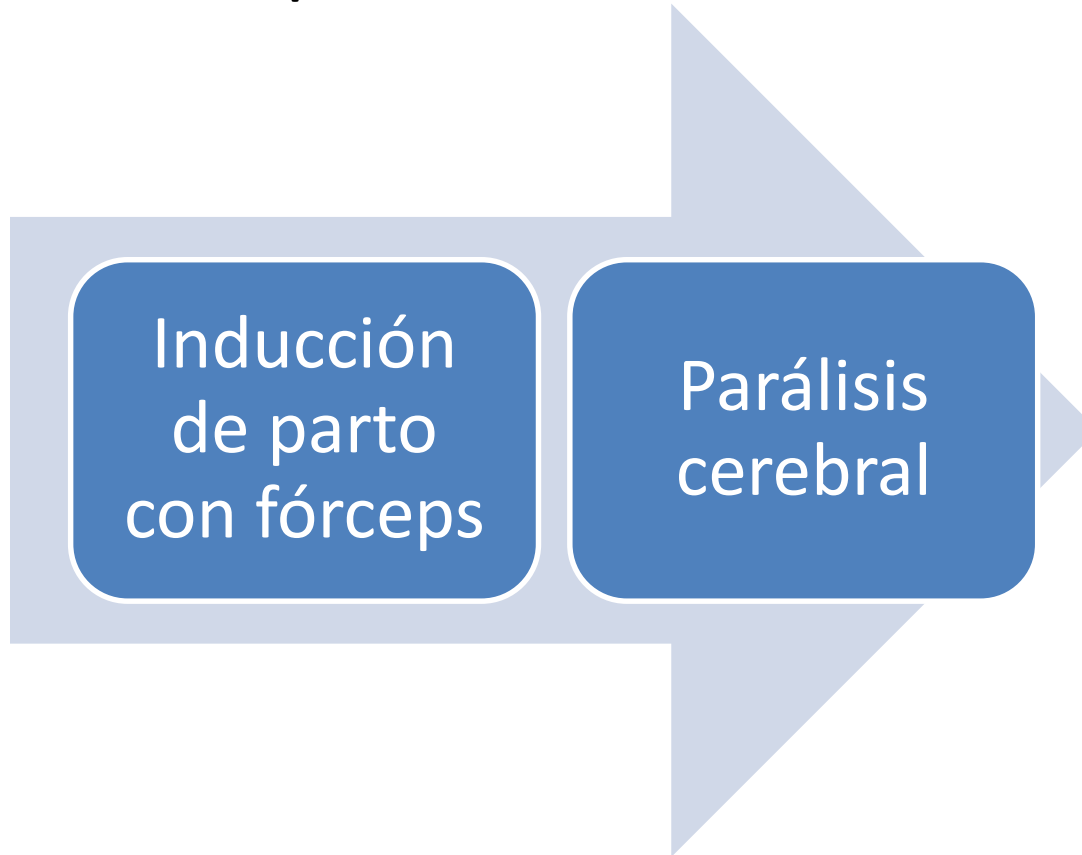 Inducción
de parto
con fórceps
Parálisis
cerebral